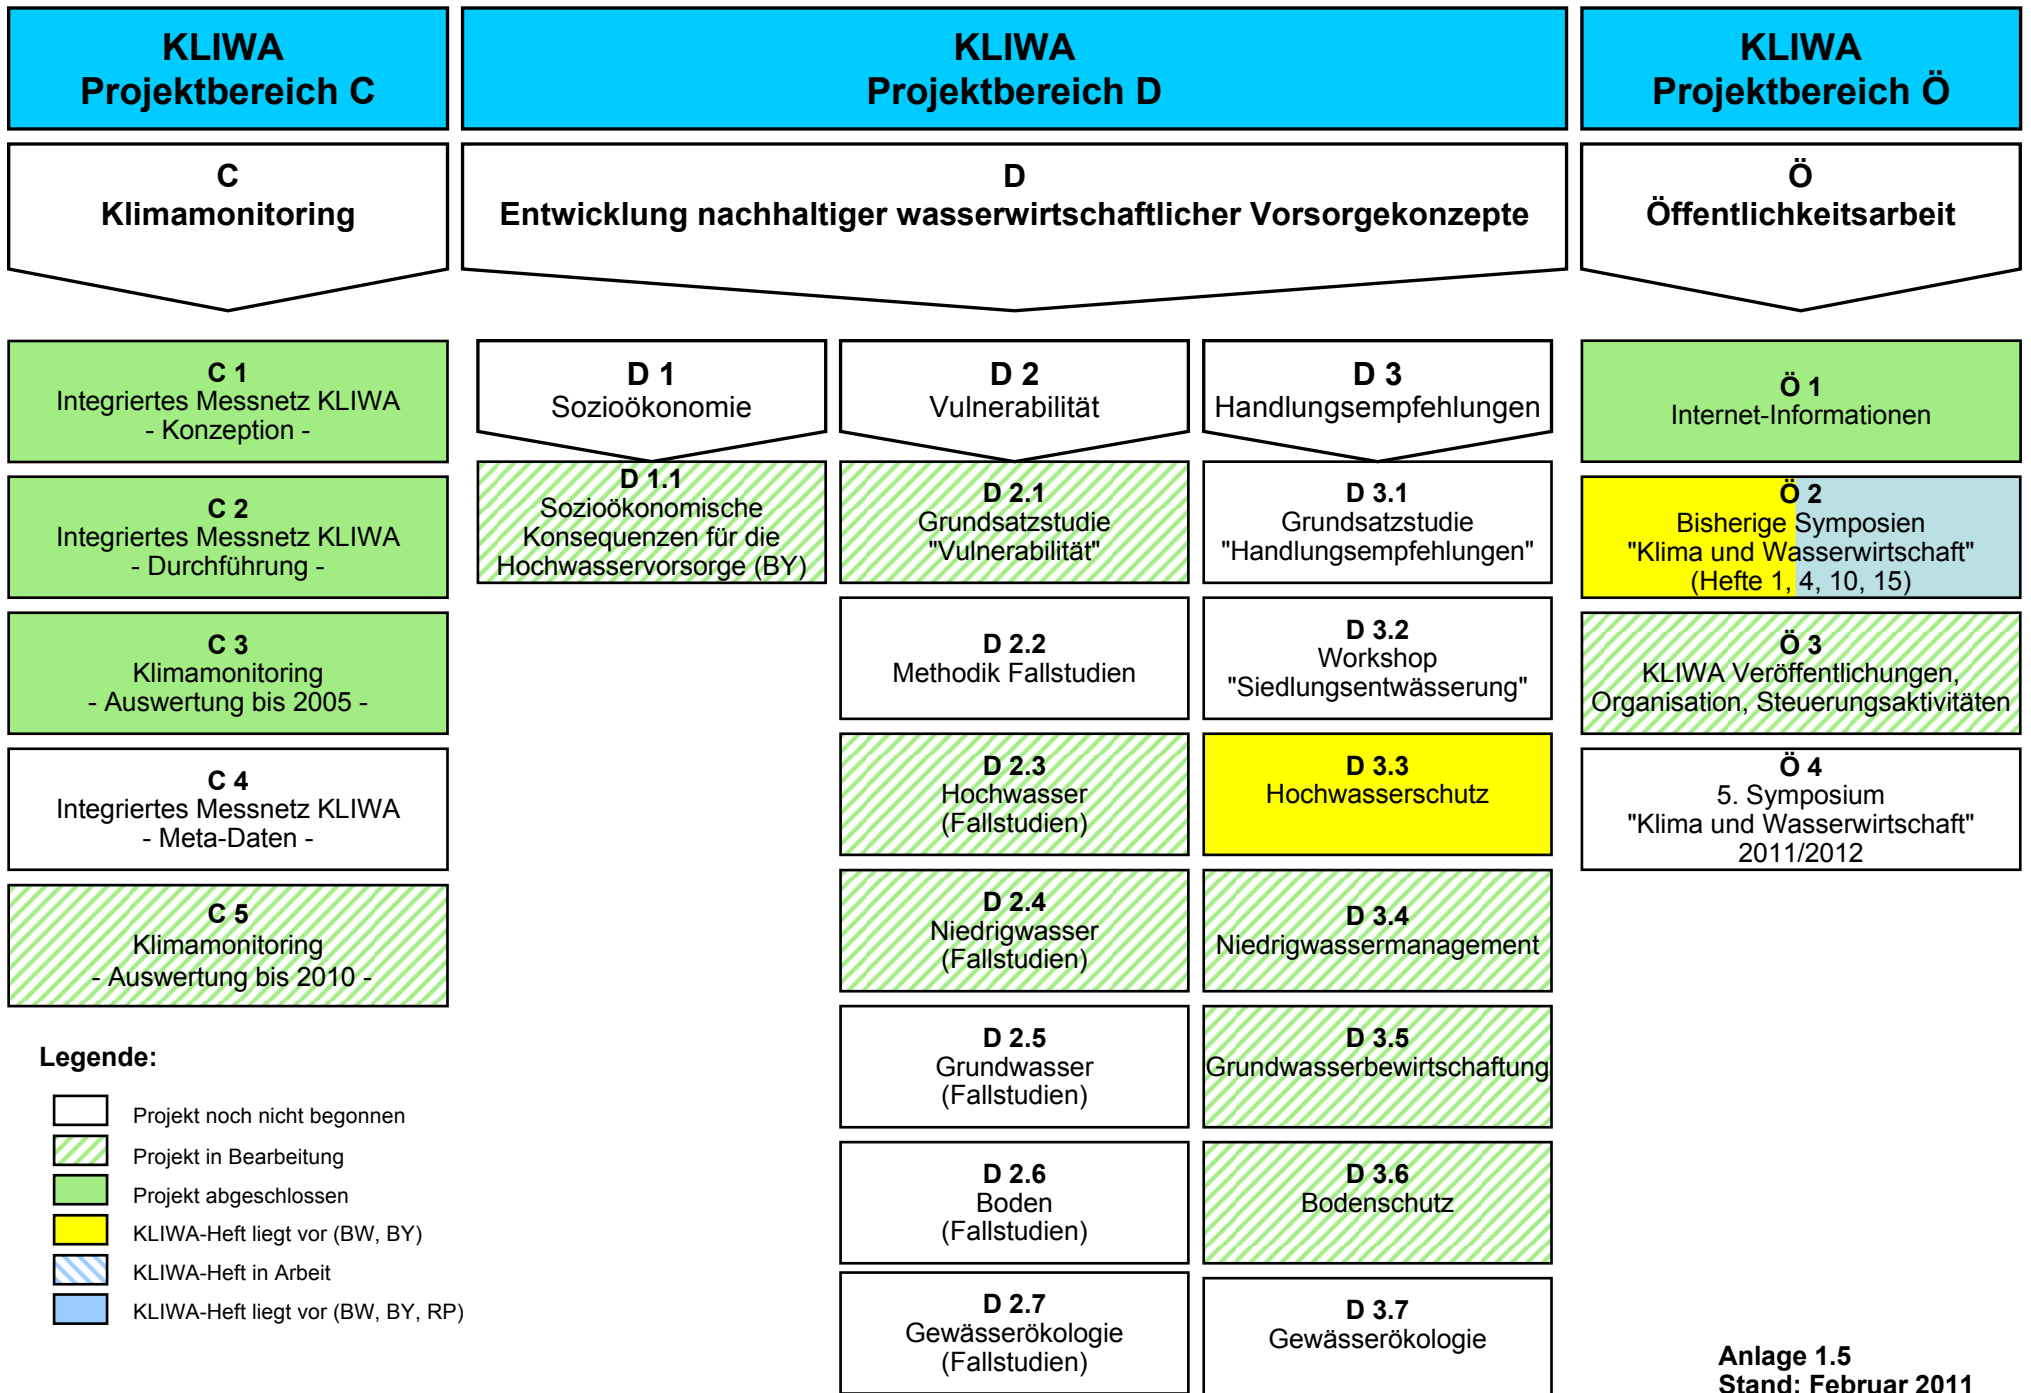 KLIWA
Projektbereich C
KLIWA
Projektbereich D
KLIWA
Projektbereich Ö
C
Klimamonitoring
D
Entwicklung nachhaltiger wasserwirtschaftlicher Vorsorgekonzepte
Ö
Öffentlichkeitsarbeit
C 1
Integriertes Messnetz KLIWA
- Konzeption -
C 2
Integriertes Messnetz KLIWA
- Durchführung -
C 3
Klimamonitoring
- Auswertung bis 2005 -
C 4
Integriertes Messnetz KLIWA
- Meta-Daten -
C 5
Klimamonitoring
- Auswertung bis 2010 -
D 1
Sozioökonomie
D 1.1
Sozioökonomische
Konsequenzen für die
Hochwasservorsorge (BY)
D 2
Vulnerabilität
D 2.1
Grundsatzstudie
"Vulnerabilität"
D 2.2
Methodik Fallstudien
D 2.3
Hochwasser
(Fallstudien)
D 2.4
Niedrigwasser
(Fallstudien)
D 2.5
Grundwasser
(Fallstudien)
D 2.6
Boden
(Fallstudien)
D 2.7
Gewässerökologie
(Fallstudien)
D 3
Handlungsempfehlungen
D 3.1
Grundsatzstudie
"Handlungsempfehlungen"
D 3.2
Workshop
"Siedlungsentwässerung"
D 3.3
Hochwasserschutz
D 3.4
Niedrigwassermanagement
D 3.5
Grundwasserbewirtschaftung
D 3.6
Bodenschutz
D 3.7
Gewässerökologie
Ö 1
Internet-Informationen
Ö 2
Bisherige Symposien
"Klima und Wasserwirtschaft"
(Hefte 1, 4, 10, 15)
Ö 3
KLIWA Veröffentlichungen,
Organisation, Steuerungsaktivitäten
Ö 4
5. Symposium
"Klima und Wasserwirtschaft"
2011/2012
Legende:
Projekt noch nicht begonnen
Projekt in Bearbeitung
Projekt abgeschlossen
KLIWA-Heft liegt vor (BW, BY)
KLIWA-Heft in Arbeit
KLIWA-Heft liegt vor (BW, BY, RP)
Anlage 1.5
Stand: Februar 2011